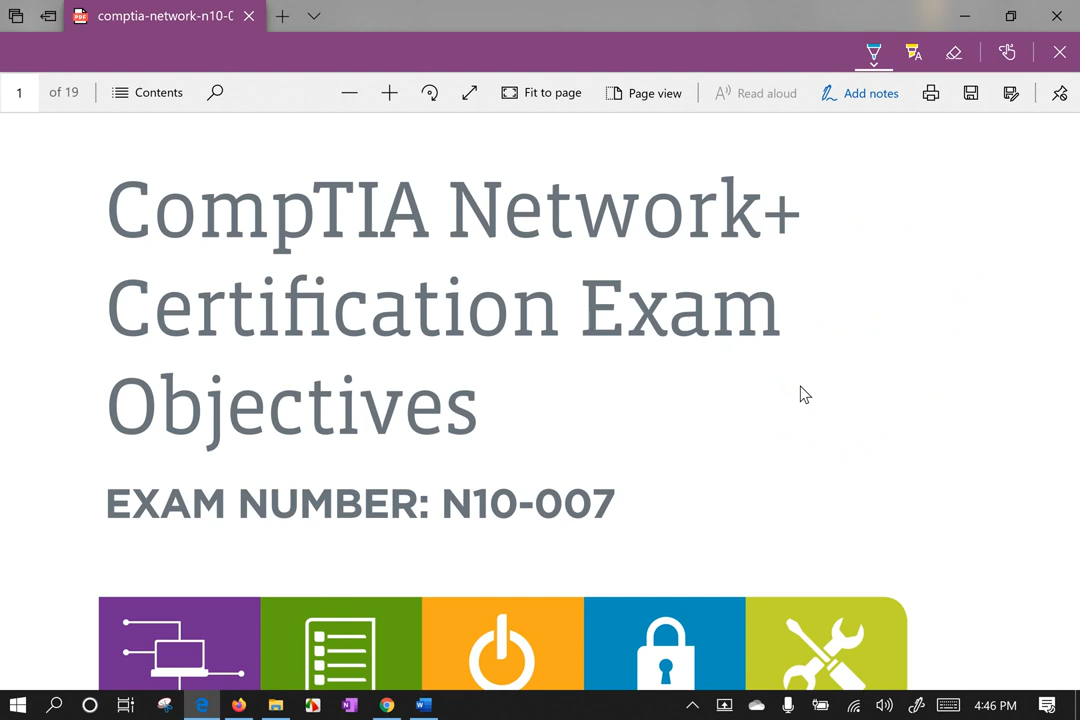 comptia-network-n10-0
1 of 19 Contents Fit to page Page view Read aloud Add notes
CompTIA Network+
Certification Exam
Objectives
EXAM NUMBER: N10-007
4:46 PM